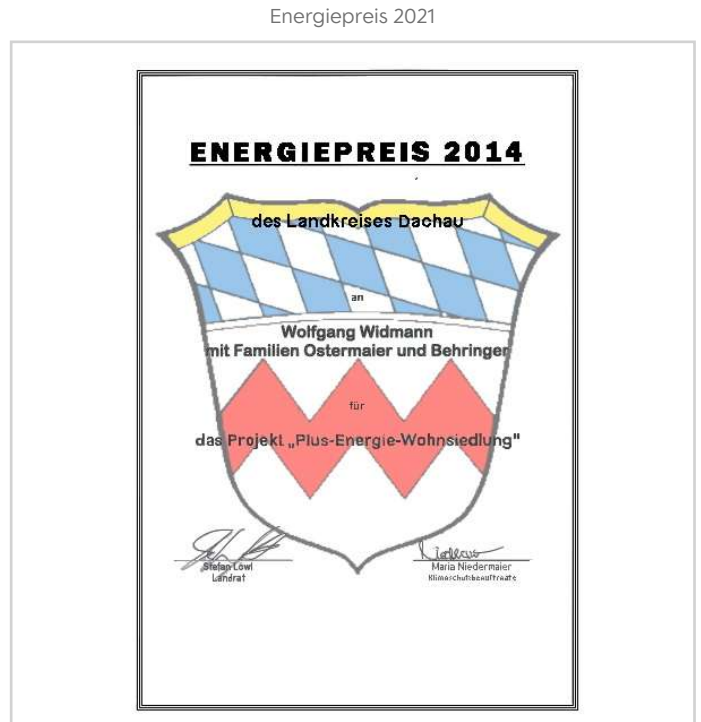 Energiepreis 2021
ENERGIEPREIS 2014
des Landkreises Dachau
an
Wolfgang Widmann
mit Familien Ostermaier und Behringer
für
das Projekt „Plus-Energie-Wohnsiedlung"
Stefan Löwl
Landrat
Maria Niedermaier
Klimaschutzbeauftragte